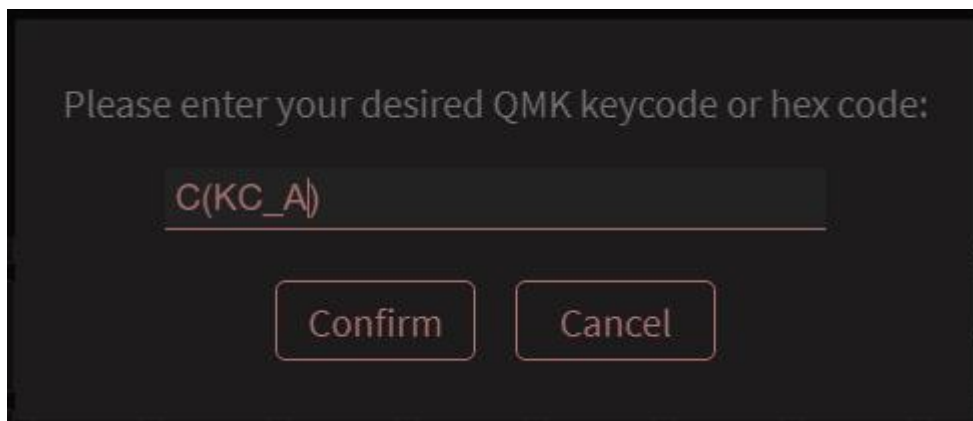 Please enter your desired QMK keycode or hex code:
C(KC_A)
Confirm
Cancel